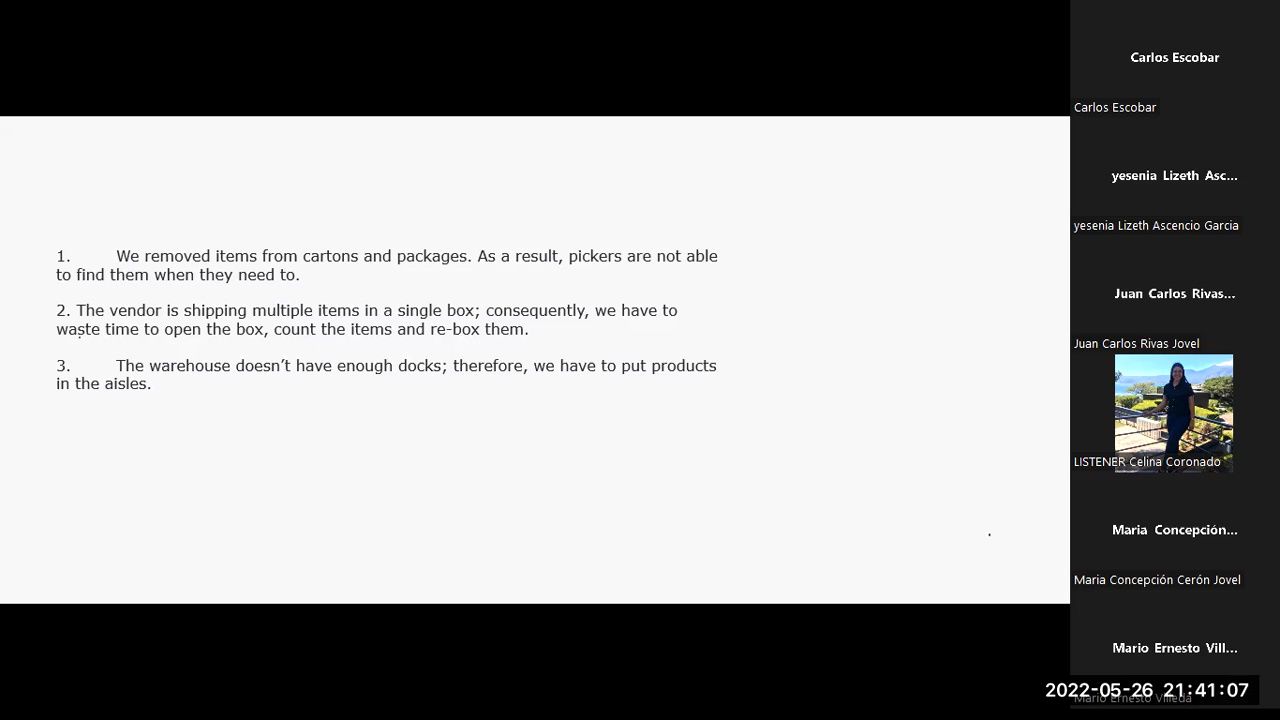 1. We removed items from cartons and packages. As a result, pickers are not able
to find them when they need to.
2. The vendor is shipping multiple items in a single box; consequently, we have to
waste time to open the box, count the items and re-box them.
3. The warehouse doesn’t have enough docks; therefore, we have to put products
in the aisles.
Carlos Escobar
Carlos Escobar
yesenia Lizeth Asc...
yesenia Lizeth Ascencio Garcia
Juan Carlos Rivas...
Juan Carlos Rivas Jovel
LISTENER Celina Coronado
Maria Concepción...
Maria Concepción Cerón Jovel
Mario Ernesto Vill...
2022-05-26 21:41:07
Mario Ernesto Villeda